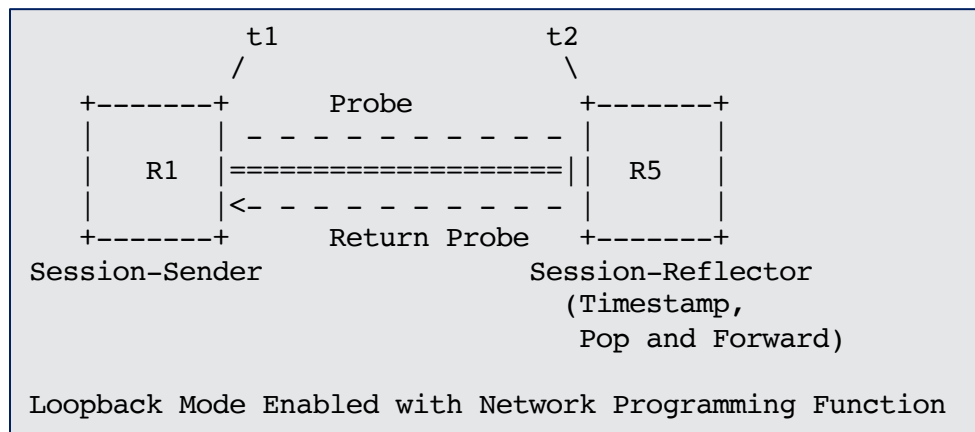 t1 t2
/ \
+-------+ Probe +-------+
| | - - - - - - - - - - | |
| R1 |====================|| R5 |
| |<- - - - - - - - - - | |
+-------+ Return Probe +-------+
Session-Sender Session-Reflector
(Timestamp,
Pop and Forward)
Loopback Mode Enabled with Network Programming Function